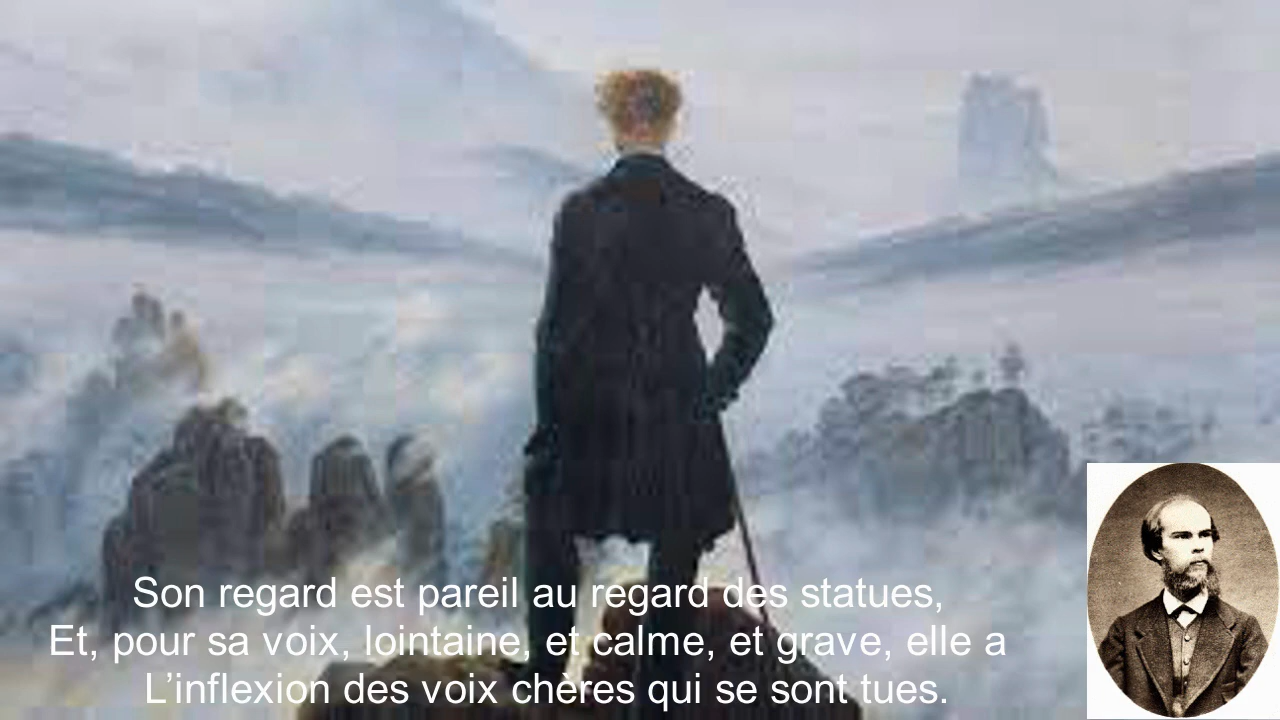 Son regard est pareil au regard des statues,
Et, pour sa voix, lointaine, et calme, et grave, elle a
L’inflexion des voix chères qui se sont tues.